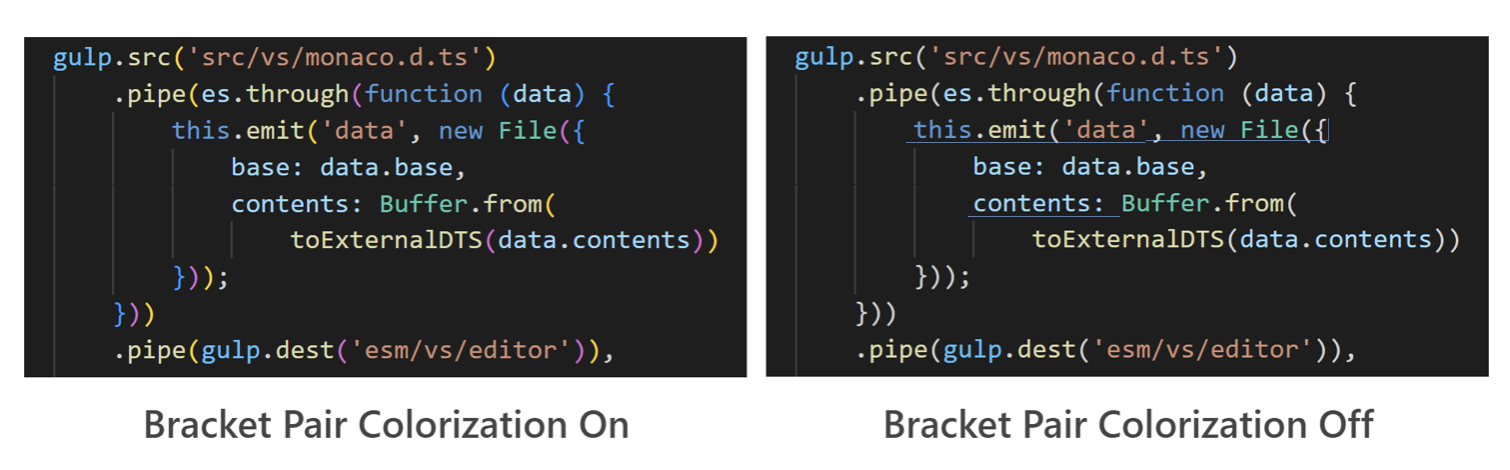 gulp.src('src/vs/monaco.d.ts')
.pipe(es.through(function (data) {
this.emit('data', new File({
base: data.base,
contents: Buffer.from(
toExternalDTS(data.contents))
}));
}))
.pipe(gulp.dest('esm/vs/editor')),
Bracket Pair Colorization On
gulp.src('src/vs/monaco.d.ts')
.pipe(es.through(function (data) {
this.emit('data', new File({
base: data.base,
contents: Buffer.from(
toExternalDTS(data.contents))
}));
}))
.pipe(gulp.dest('esm/vs/editor')),
Bracket Pair Colorization Off